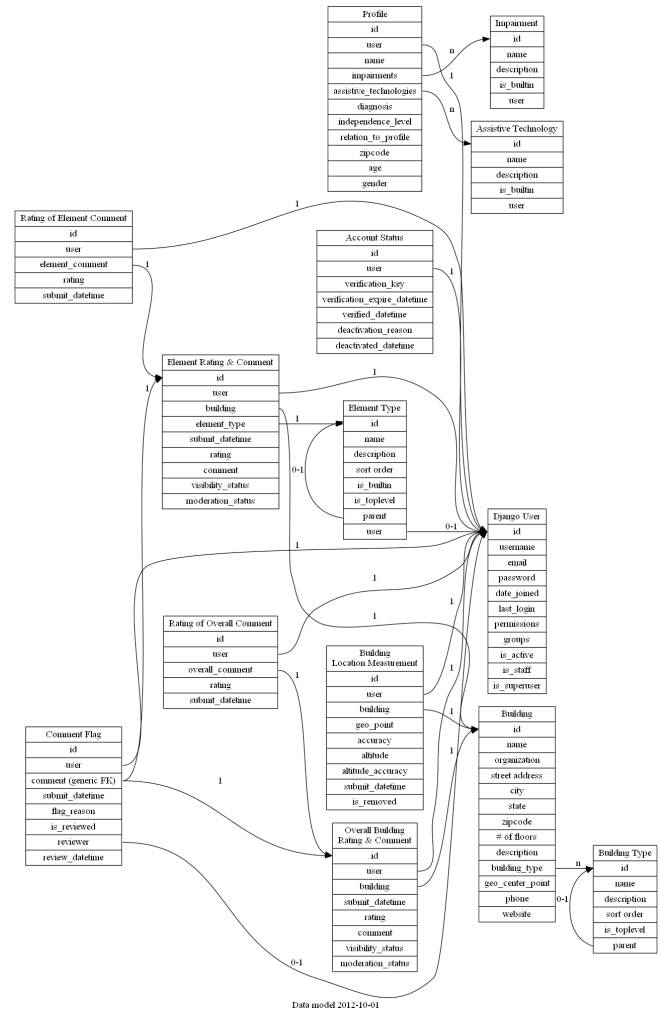 Profile
id
user
name
impairments
assistive_technologies
diagnosis
independence_level
relation_to_profile
zipcode
age
gender
Impairment
id
name
description
is_builtin
user
n
1
n
Assistive Technology
id
name
description
is_builtin
user
Rating of Element Comment
id
user
element_comment
rating
submit_datetime
1
1
Account Status
id
user
verification_key
verification_expire_datetime
verified_datetime
deactivation_reason
deactivated_datetime
1
Element Rating & Comment
id
user
building
element_type
submit_datetime
rating
comment
visibility_status
moderation_status
1
1
1
Element Type
id
name
description
sort order
is_builtin
is_toplevel
parent
user
0-1
0-1
Django User
id
username
email
password
date_joined
last_login
permissions
groups
is_active
is_staff
is_superuser
1
1
1
Rating of Overall Comment
id
user
overall_comment
rating
submit_datetime
1
Building
Location Measurement
id
user
building
geo_point
accuracy
altitude
altitude_accuracy
submit_datetime
is_removed
1
1
1
1
Comment Flag
id
user
comment (generic FK)
submit_datetime
flag_reason
is_reviewed
reviewer
review_datetime
1
0-1
Overall Building
Rating & Comment
id
user
building
submit_datetime
rating
comment
visibility_status
moderation_status
Building
id
name
organization
street address
city
state
zipcode
# of floors
description
building_type
geo_center_point
phone
website
n
0-1
Building Type
id
name
description
sort order
is_toplevel
parent
Data model 2012-10-01